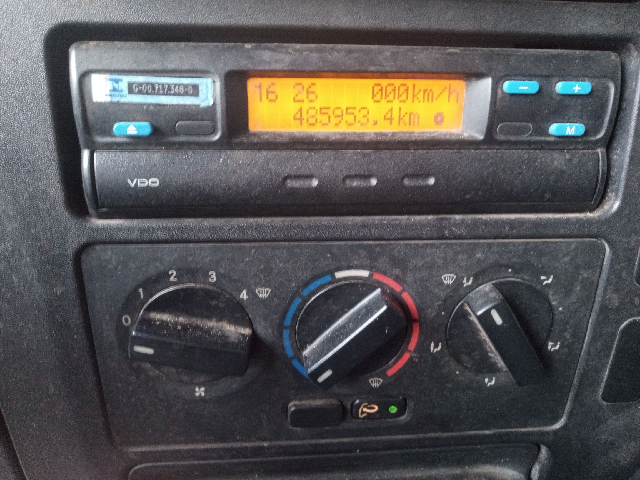 G-00.717.348-0
16 26 000km/h
485953,4km
- +
M
VDO
0 1 2 3 4